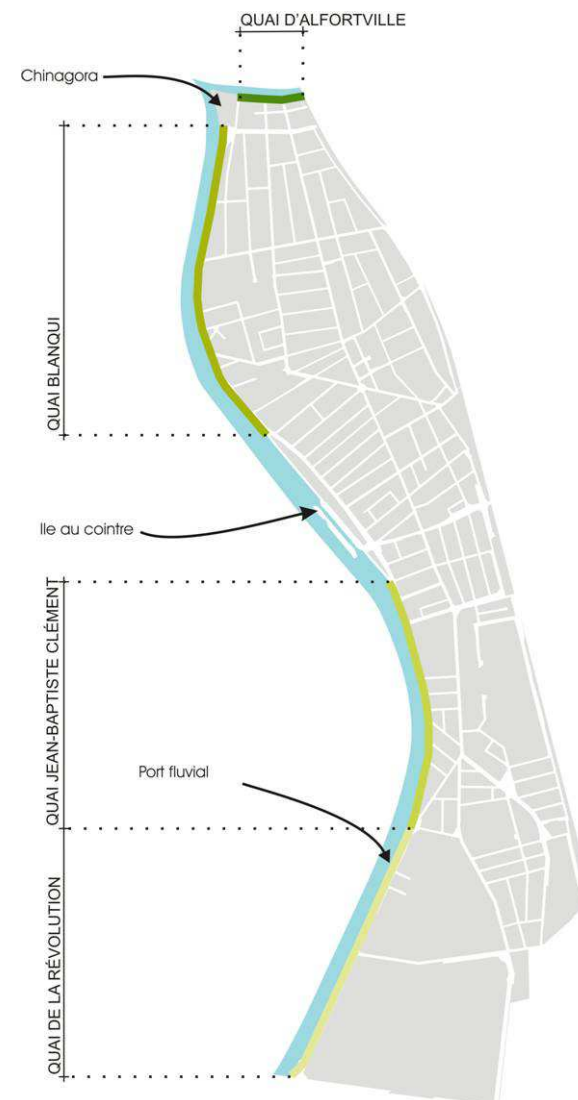 QUAI D'ALFORTVILLE
Chinagora
QUAI BLANQUI
Ile au cointre
QUAI JEAN-BAPTISTE CLÉMENT
Port fluvial
QUAI DE LA RÉVOLUTION